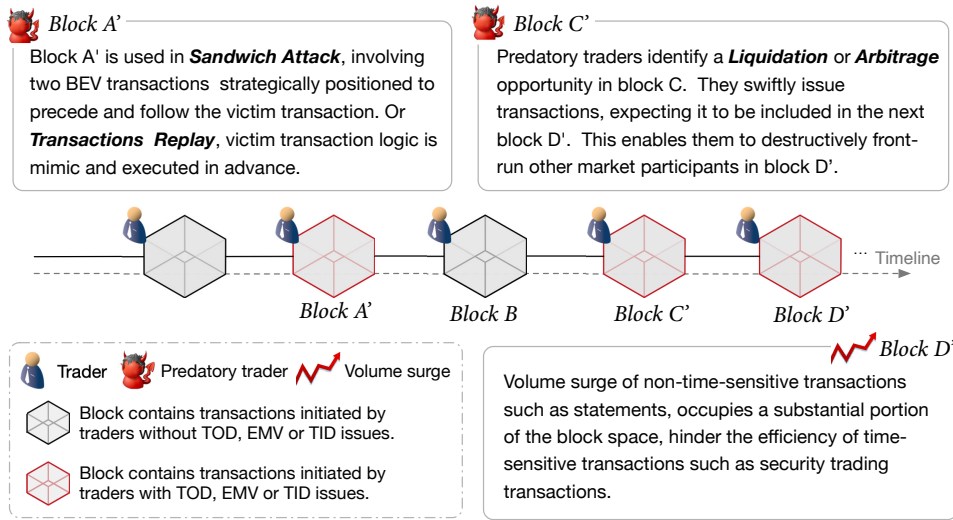 Block A’
Block A' is used in Sandwich Attack, involving
two BEV transactions strategically positioned to
precede and follow the victim transaction. Or
Transactions Replay, victim transaction logic is
mimic and executed in advance.
Block C’
Predatory traders identify a Liquidation or Arbitrage
opportunity in block C. They swiftly issue
transactions, expecting it to be included in the next
block D'. This enables them to destructively front-
run other market participants in block D’.
... Timeline
Block A’
Block B
Block C’
Block D’
Trader
Predatory trader
Volume surge
Block contains transactions initiated by
traders without TOD, EMV or TID issues.
Block contains transactions initiated by
traders with TOD, EMV or TID issues.
Block D’
Volume surge of non-time-sensitive transactions
such as statements, occupies a substantial portion
of the block space, hinder the efficiency of time-
sensitive transactions such as security trading
transactions.